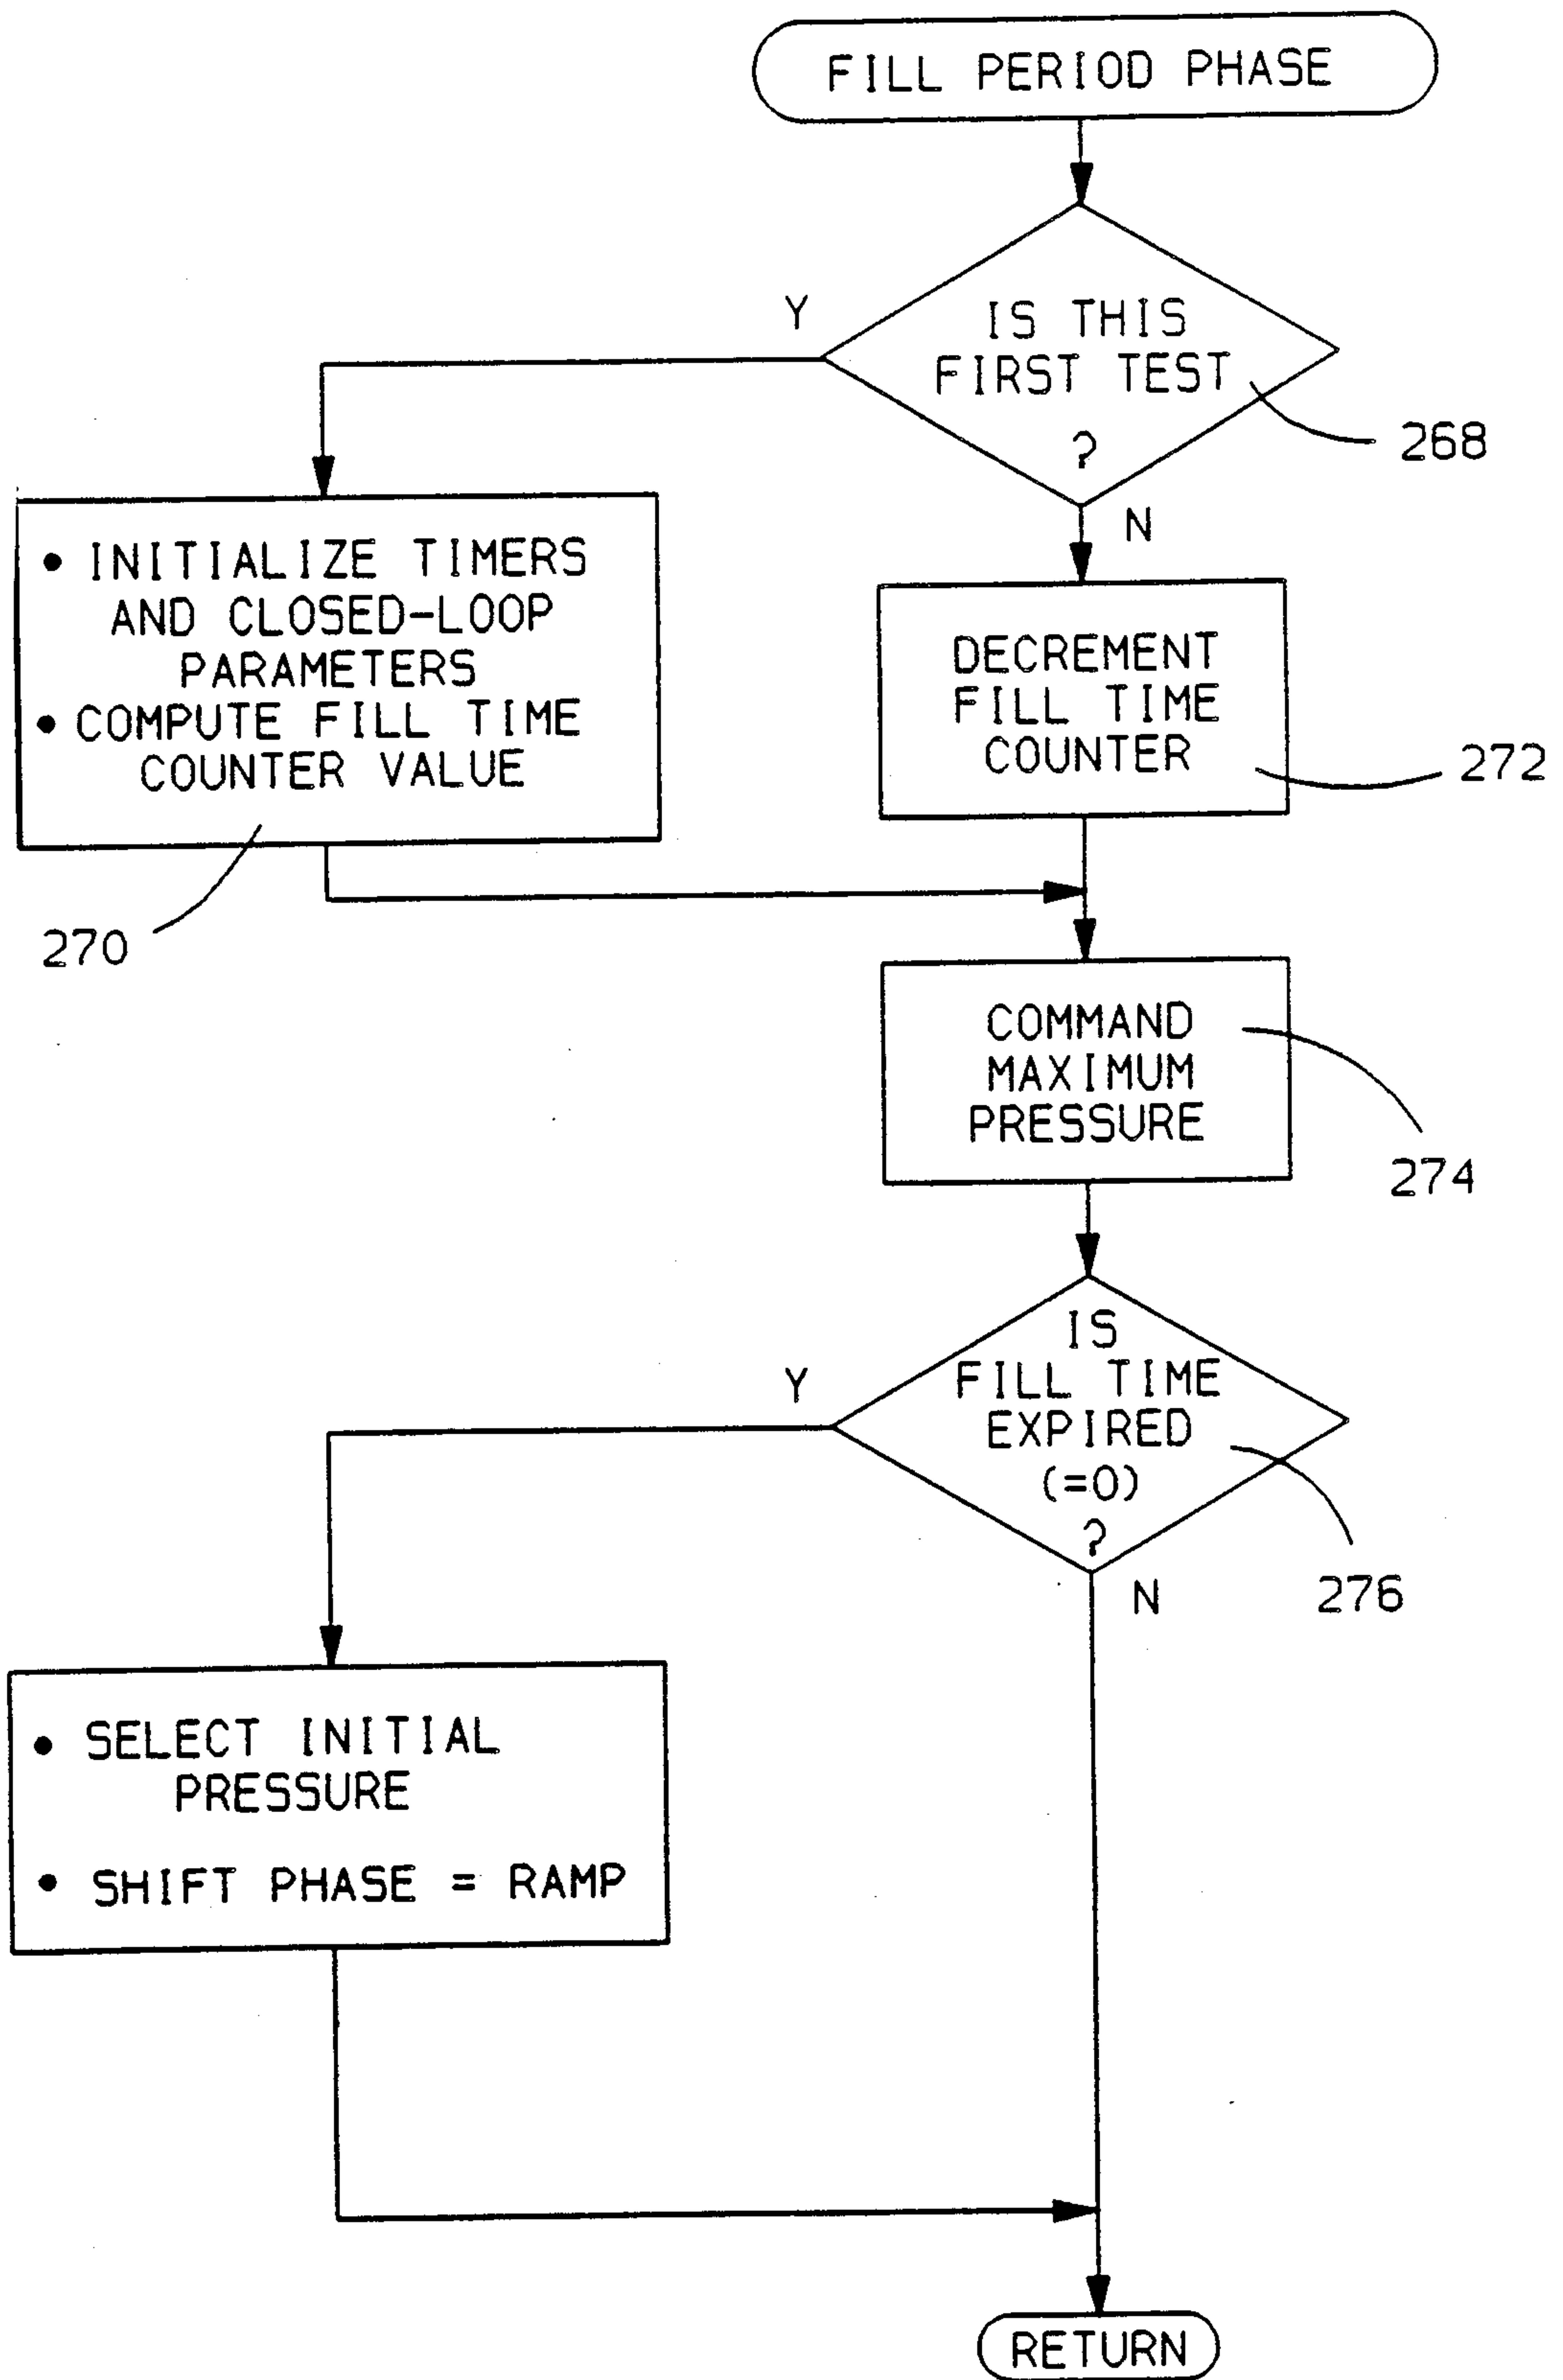 FILL PERIOD PHASE
Y
IS THIS
FIRST TEST
?
268
N
• INITIALIZE TIMERS
AND CLOSED-LOOP
PARAMETERS
• COMPUTE FILL TIME
COUNTER VALUE
270
DECREMENT
FILL TIME
COUNTER
272
COMMAND
MAXIMUM
PRESSURE
274
Y
IS
FILL TIME
EXPIRED
(=0)
?
276
N
• SELECT INITIAL
PRESSURE
• SHIFT PHASE = RAMP
RETURN